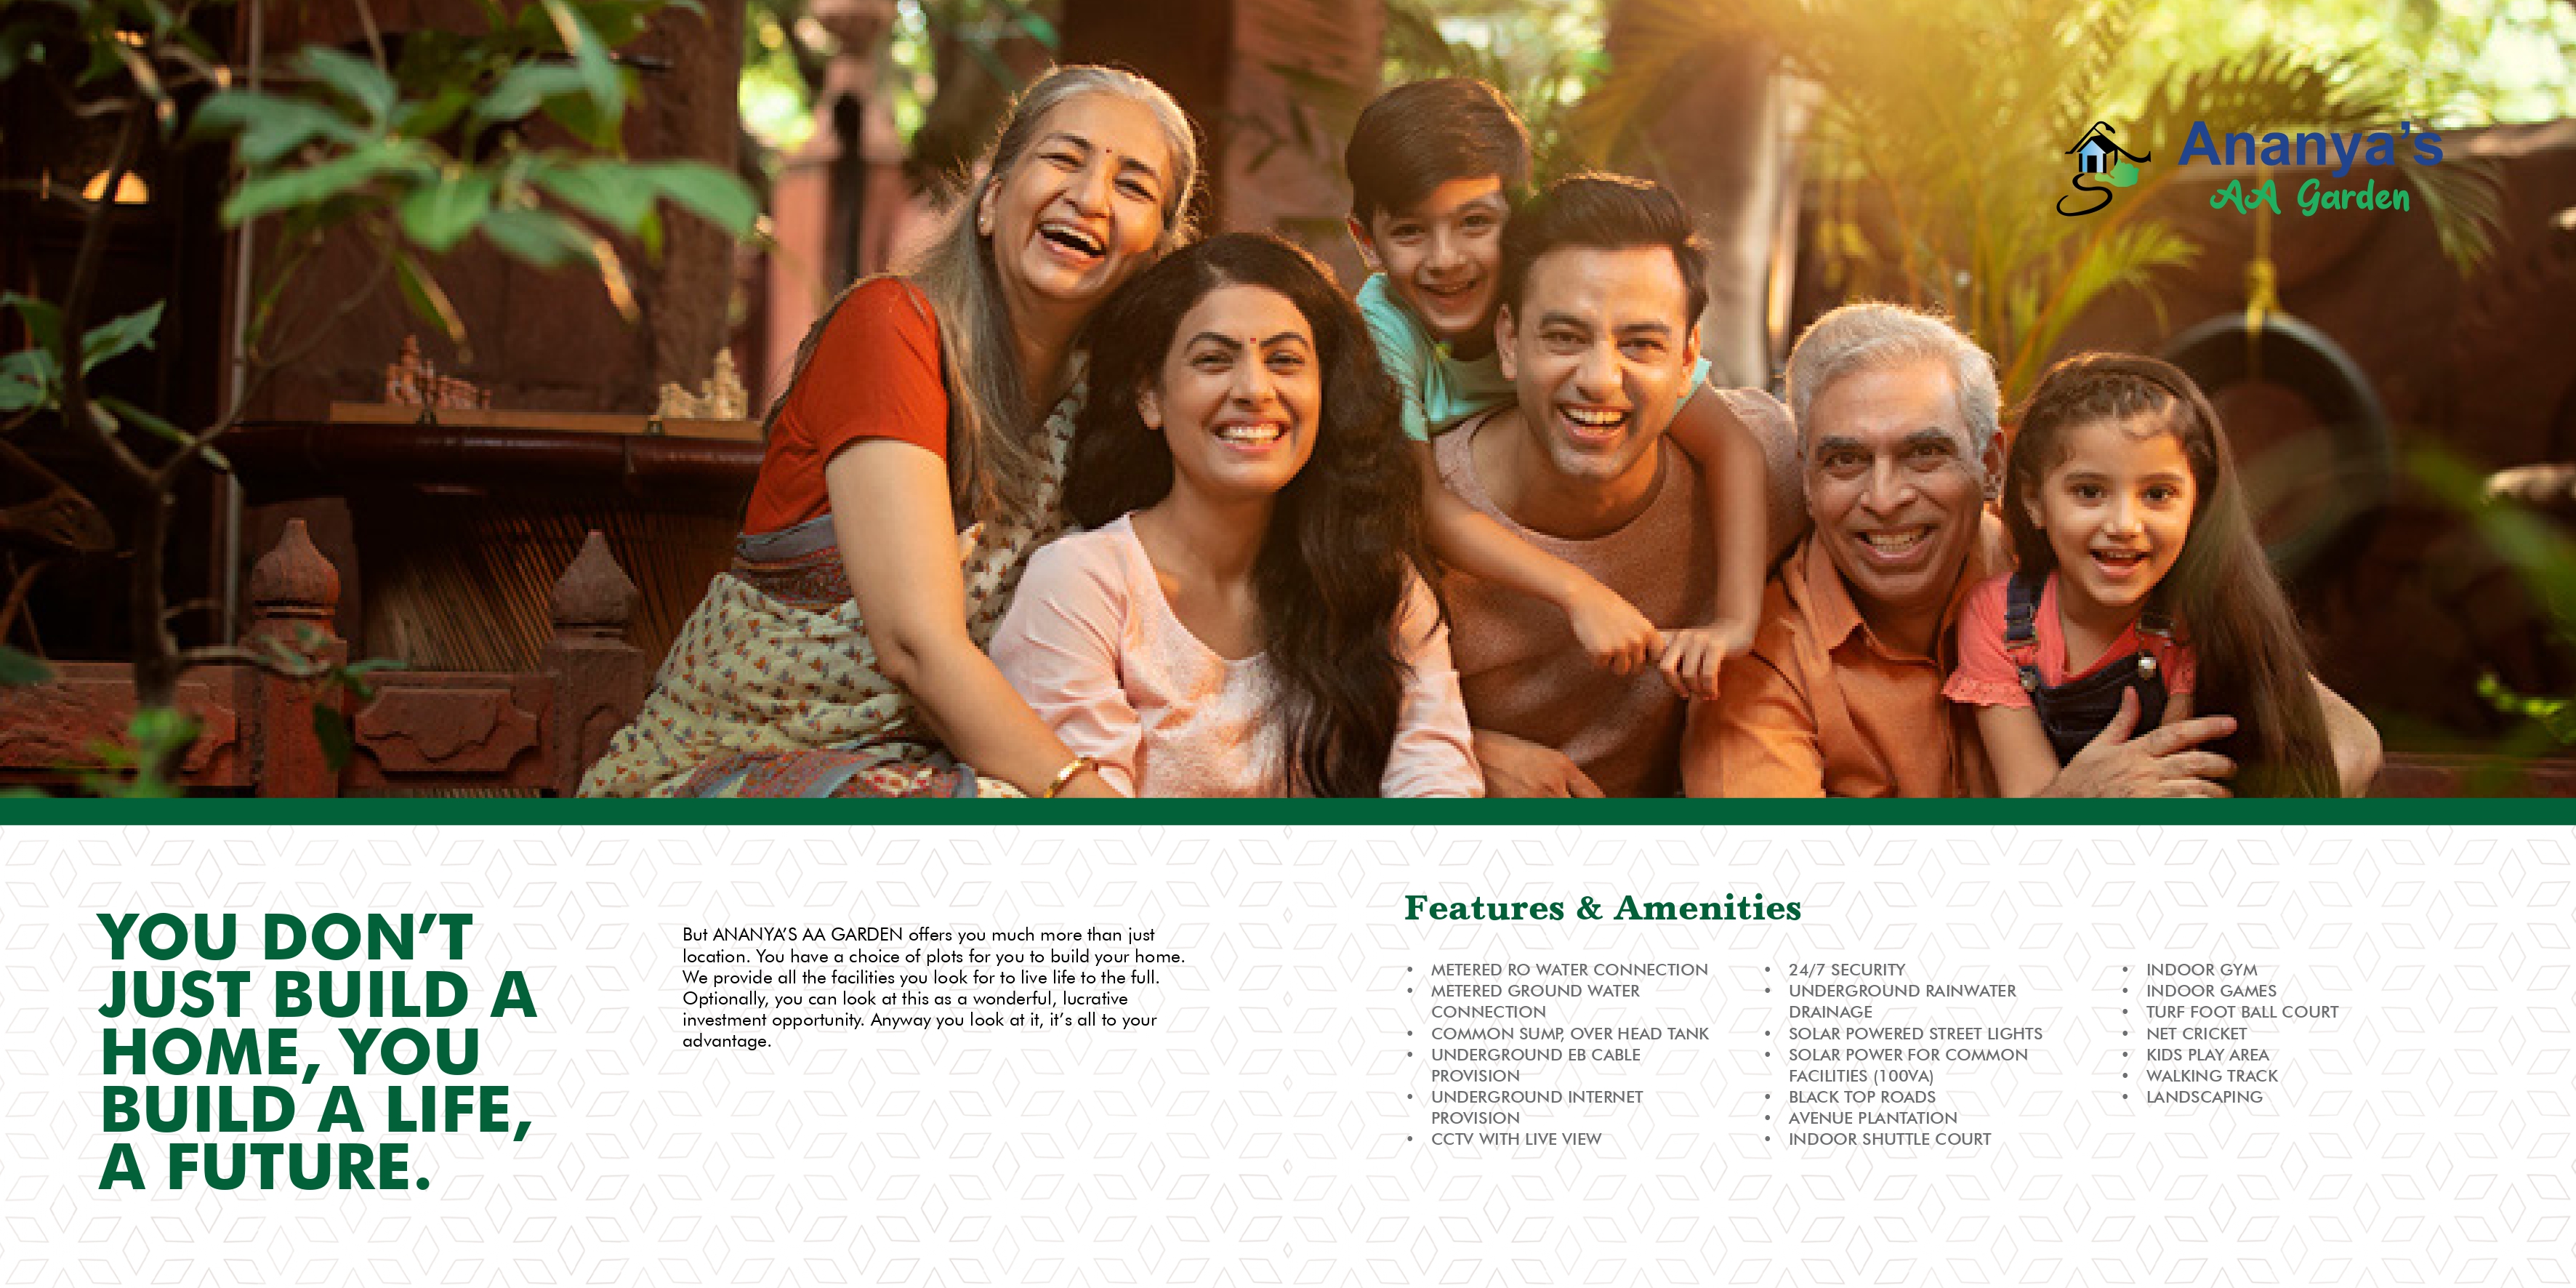 Ananya's
AA Garden
YOU DON'T
JUST BUILD A
HOME, YOU
BUILD A LIFE,
A FUTURE.
But ANANYA'S AA GARDEN offers you much more than just
location. You have a choice of plots for you to build your home.
We provide all the facilities you look for to live life to the full.
Optionally, you can look at this as a wonderful, lucrative
investment opportunity. Anyway you look at it, it's all to your
advantage.
Features & Amenities
• METERED RO WATER CONNECTION
• METERED GROUND WATER
CONNECTION
• COMMON SUMP, OVER HEAD TANK
• UNDERGROUND EB CABLE
PROVISION
• UNDERGROUND INTERNET
PROVISION
• CCTV WITH LIVE VIEW
• 24/7 SECURITY
• UNDERGROUND RAINWATER
DRAINAGE
• SOLAR POWERED STREET LIGHTS
• SOLAR POWER FOR COMMON
FACILITIES (100VA)
• BLACK TOP ROADS
• AVENUE PLANTATION
• INDOOR SHUTTLE COURT
• INDOOR GYM
• INDOOR GAMES
• TURF FOOT BALL COURT
• NET CRICKET
• KIDS PLAY AREA
• WALKING TRACK
• LANDSCAPING